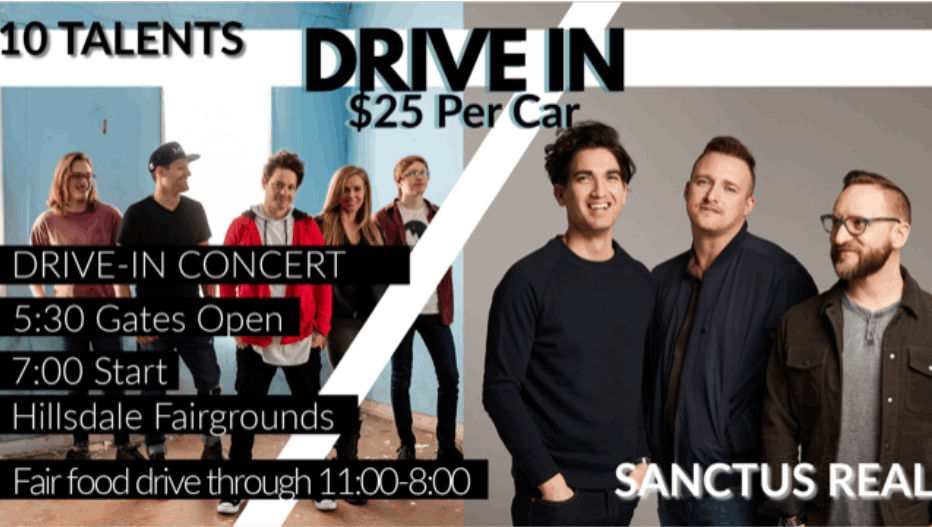 10 TALENTS
DRIVE IN
$25 Per Car
DRIVE-IN CONCERT
5:30 Gates Open
7:00 Start
Hillsdale Fairgrounds
Fair food drive through 11:00-8:00
SANCTUS REAL